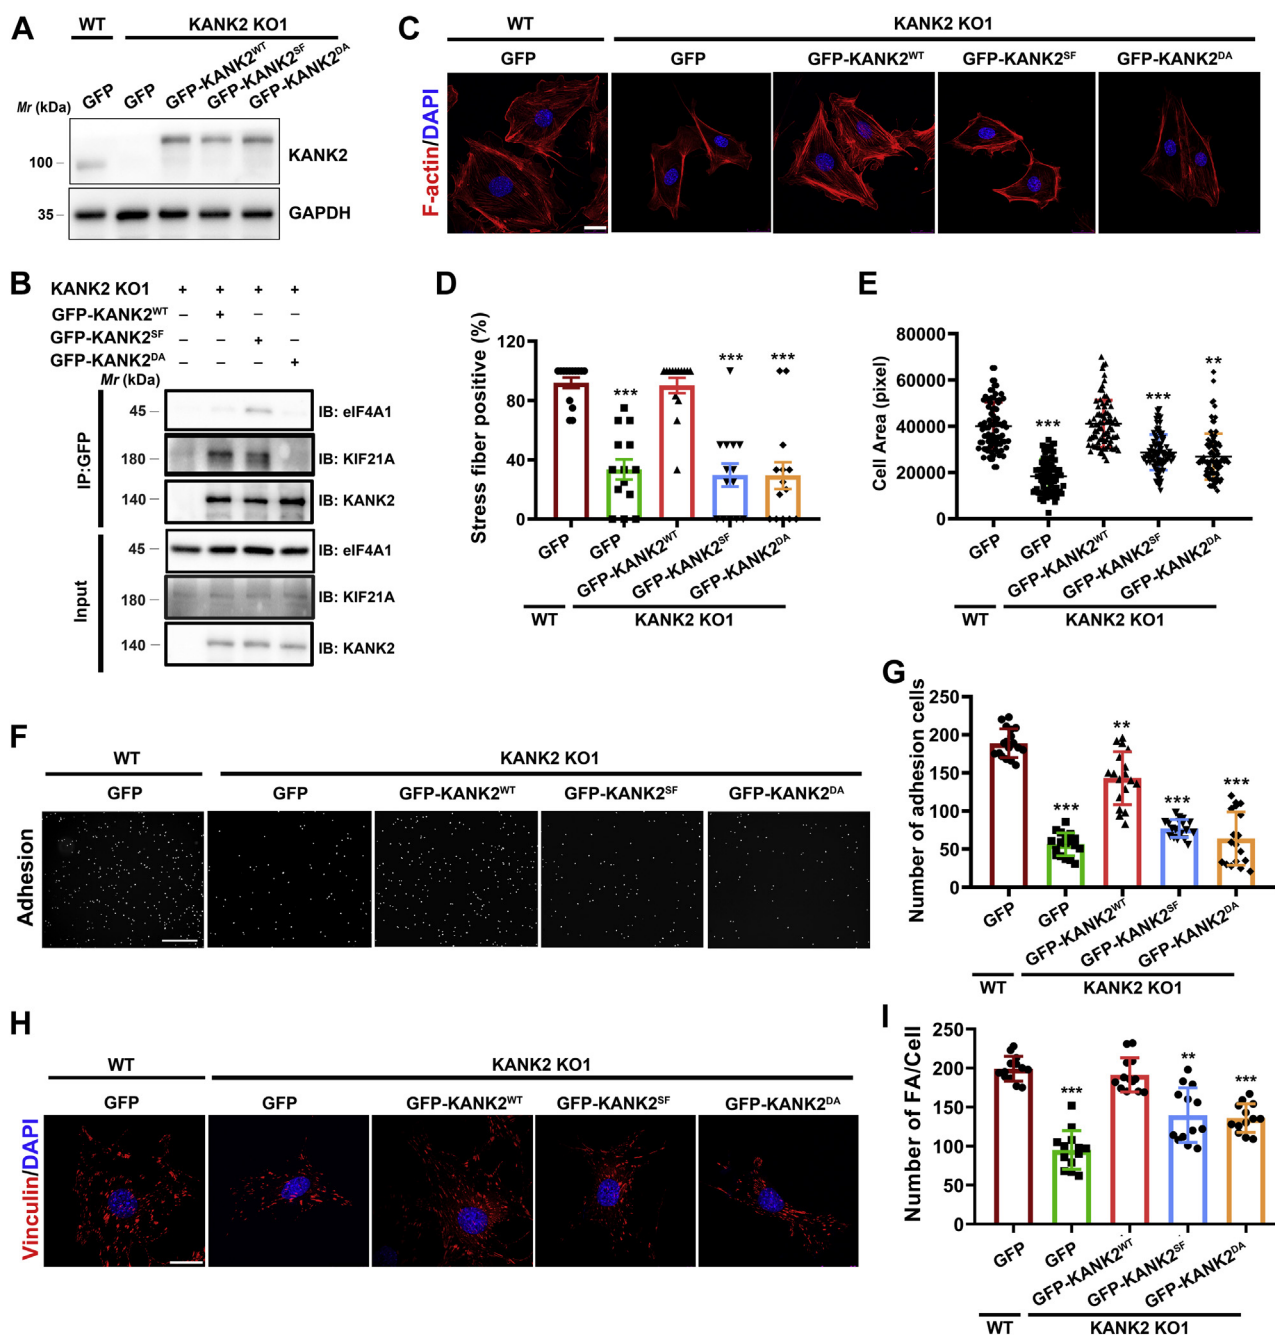 A
WT
KANK2 KO1
GFP
GFP
GFP-KANK2WT
GFP-KANK2SF
GFP-KANK2DA
Mr (kDa)
100
KANK2
35
GAPDH
B
KANK2 KO1 + + + +
GFP-KANK2WT – + – –
GFP-KANK2SF – – + –
GFP-KANK2DA – – – +
Mr (kDa)
IP:GFP
45
IB: eIF4A1
180
IB: KIF21A
140
IB: KANK2
Input
45
IB: eIF4A1
180
IB: KIF21A
140
IB: KANK2
C
WT
KANK2 KO1
GFP
GFP
GFP-KANK2WT
GFP-KANK2SF
GFP-KANK2DA
F-actin/DAPI
D
Stress fiber positive (%)
120
80
40
0
***
***
***
GFP
GFP
GFP-KANK2WT
GFP-KANK2SF
GFP-KANK2DA
WT
KANK2 KO1
E
Cell Area (pixel)
80000
60000
40000
20000
0
***
***
**
GFP
GFP
GFP-KANK2WT
GFP-KANK2SF
GFP-KANK2DA
WT
KANK2 KO1
F
WT
KANK2 KO1
GFP
GFP
GFP-KANK2WT
GFP-KANK2SF
GFP-KANK2DA
Adhesion
G
Number of adhesion cells
250
200
150
100
50
0
***
**
***
***
GFP
GFP
GFP-KANK2WT
GFP-KANK2SF
GFP-KANK2DA
WT
KANK2 KO1
H
WT
KANK2 KO1
GFP
GFP
GFP-KANK2WT
GFP-KANK2SF
GFP-KANK2DA
Vinculin/DAPI
I
Number of FA/Cell
250
200
150
100
50
0
***
**
***
GFP
GFP
GFP-KANK2WT
GFP-KANK2SF
GFP-KANK2DA
WT
KANK2 KO1